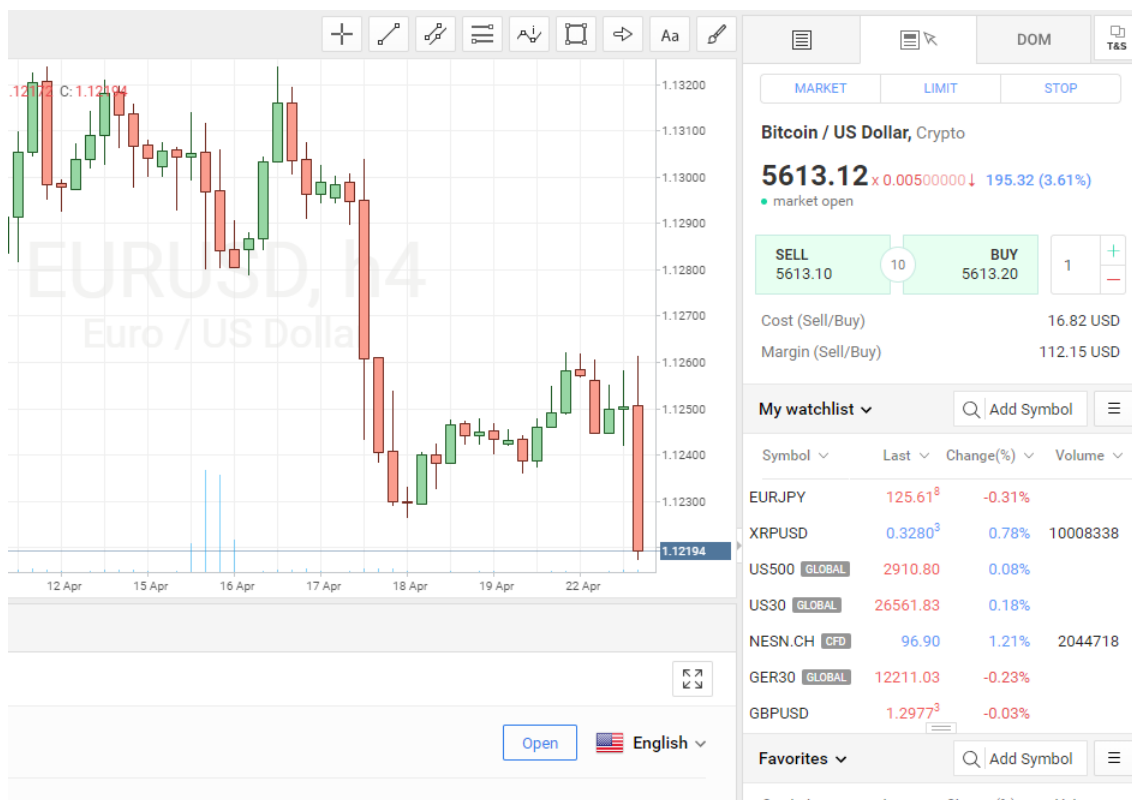 Aa
DOM
T&S
.12172 C: 1.12194
EURUSD, h4
Euro / US Dolla
1.13200
1.13100
1.13000
1.12900
1.12800
1.12700
1.12600
1.12500
1.12400
1.12300
1.12194
12 Apr 15 Apr 16 Apr 17 Apr 18 Apr 19 Apr 22 Apr
Open English
MARKET LIMIT STOP
Bitcoin / US Dollar, Crypto
5613.12 x 0.00500000↓ 195.32 (3.61%)
market open
SELL
5613.10
10
BUY
5613.20
1
+
−
Cost (Sell/Buy) 16.82 USD
Margin (Sell/Buy) 112.15 USD
My watchlist Add Symbol
Symbol Last Change(%) Volume
EURJPY 125.618 -0.31%
XRPUSD 0.32803 0.78% 10008338
US500 GLOBAL 2910.80 0.08%
US30 GLOBAL 26561.83 0.18%
NESN.CH CFD 96.90 1.21% 2044718
GER30 GLOBAL 12211.03 -0.23%
GBPUSD 1.29773 -0.03%
Favorites Add Symbol